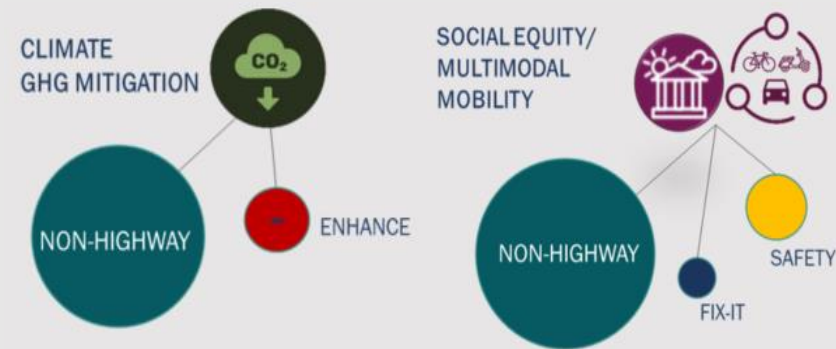 CLIMATE
GHG MITIGATION
CO₂
NON-HIGHWAY
ENHANCE
SOCIAL EQUITY/
MULTIMODAL
MOBILITY
NON-HIGHWAY
FIX-IT
SAFETY